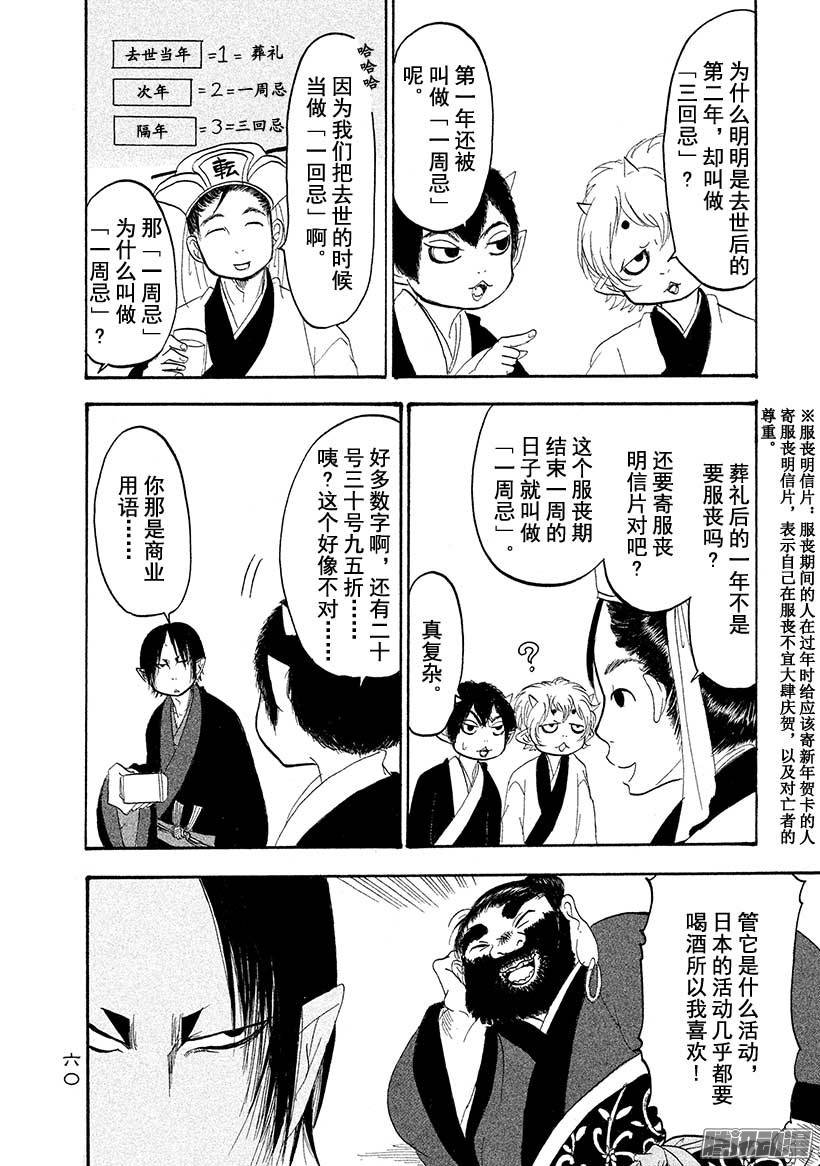 为什么明明是去世后的
第二年，却叫做
「三回忌」?
第一年还被
叫做「一周忌」
呢。
哈哈哈
因为我们把去世的时候
当做「一回忌」啊。
去世当年 =1= 葬礼
次年 =2=一周忌
隔年 =3=三回忌
転
那「一周忌」
为什么叫做
「一周忌」?
※服丧明信片：服丧期间的人在过年时给应该寄新年贺卡的人
寄服丧明信片，表示自己在服丧不宜大肆庆贺，以及对亡者的
尊重。
葬礼后的一年不是
要服丧吗?
还要寄服丧
明信片对吧?
这个服丧期
结束一周的
日子就叫做
「一周忌」。
?
真复杂。
好多数字啊，还有二十
号三十号九五折……
咦?这个好像
不对……
你那是商业
用语……
管它是什么活动，
日本的活动几乎都要
喝酒所以我喜欢!
六〇
腾讯动漫